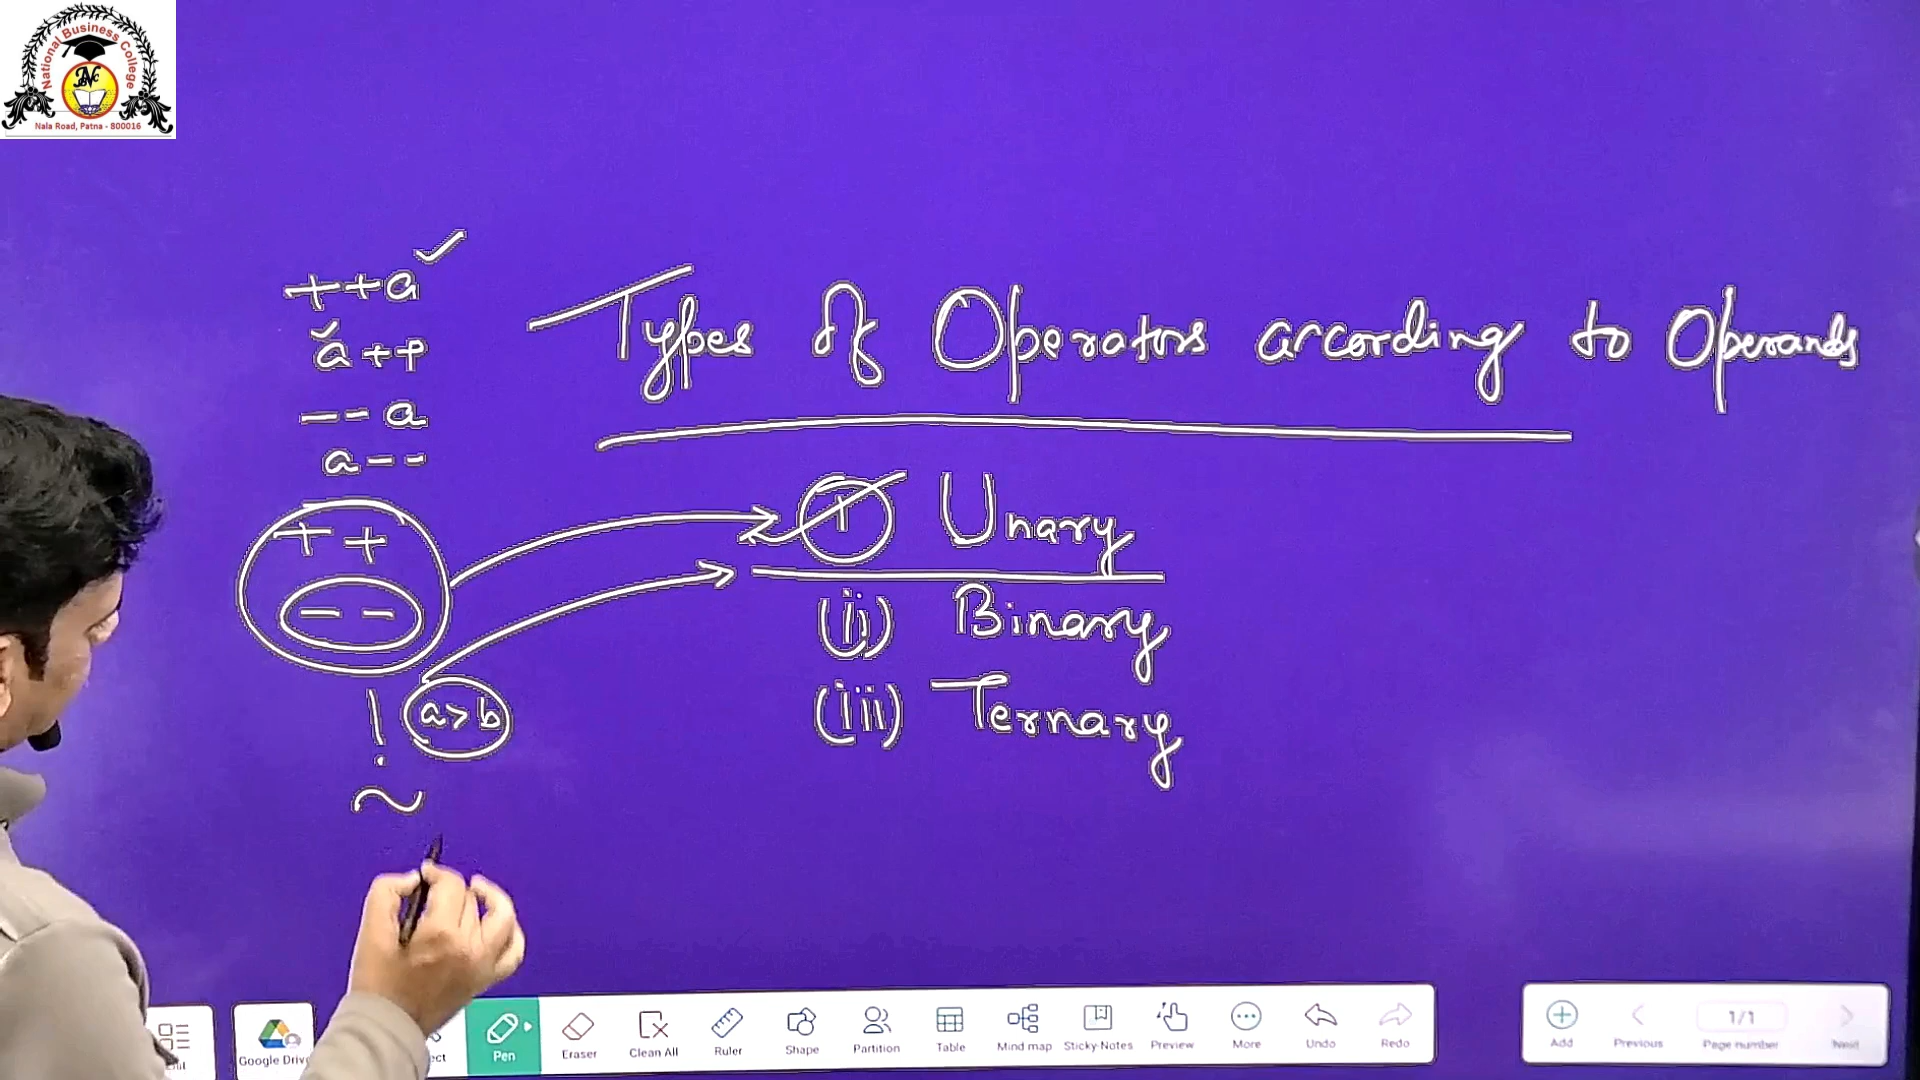 National Business College
Nala Road, Patna - 800016
++a
a++
--a
a--
++
--
!(a>b)
~
Types of Operators according to Operands
Unary
(ii) Binary
(iii) Ternary
Google Drive
Pen
Eraser
Clean All
Ruler
Shape
Partition
Table
Mind map
Sticky Notes
Preview
More
Undo
Redo
Add
Previous
1/1
Page number
Next